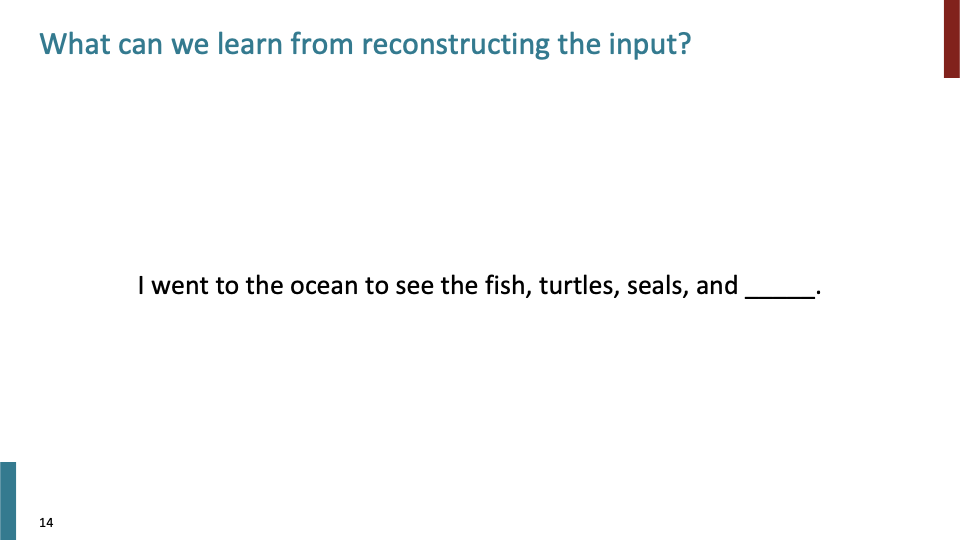 What can we learn from reconstructing the input?
I went to the ocean to see the fish, turtles, seals, and _____.
14